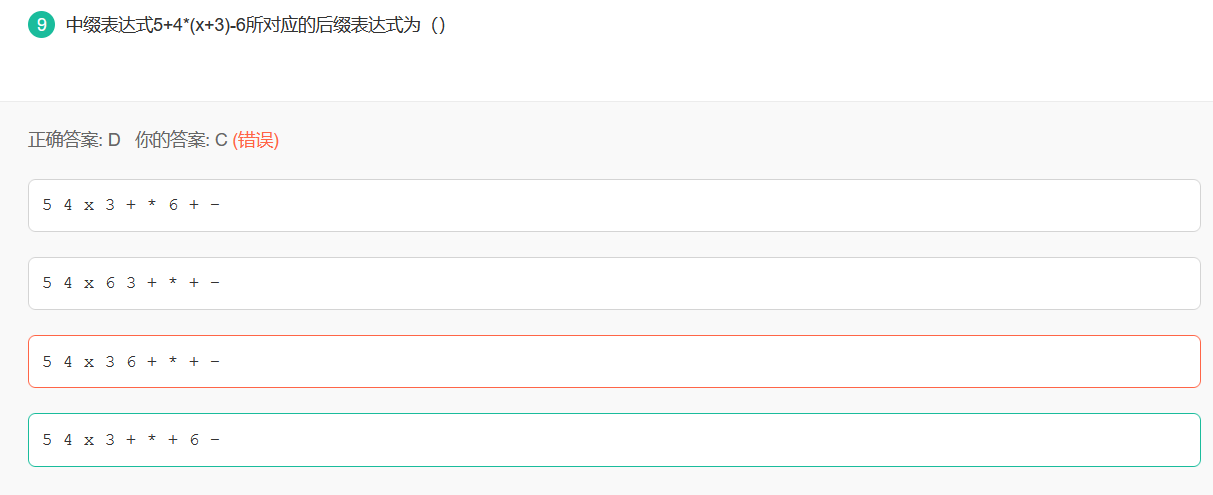 9 中缀表达式5+4*(x+3)-6所对应的后缀表达式为（）
正确答案: D 你的答案: C (错误)
5 4 x 3 + * 6 + -
5 4 x 6 3 + * + -
5 4 x 3 6 + * + -
5 4 x 3 + * + 6 -